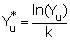 Y*u = ln(Yu) / k